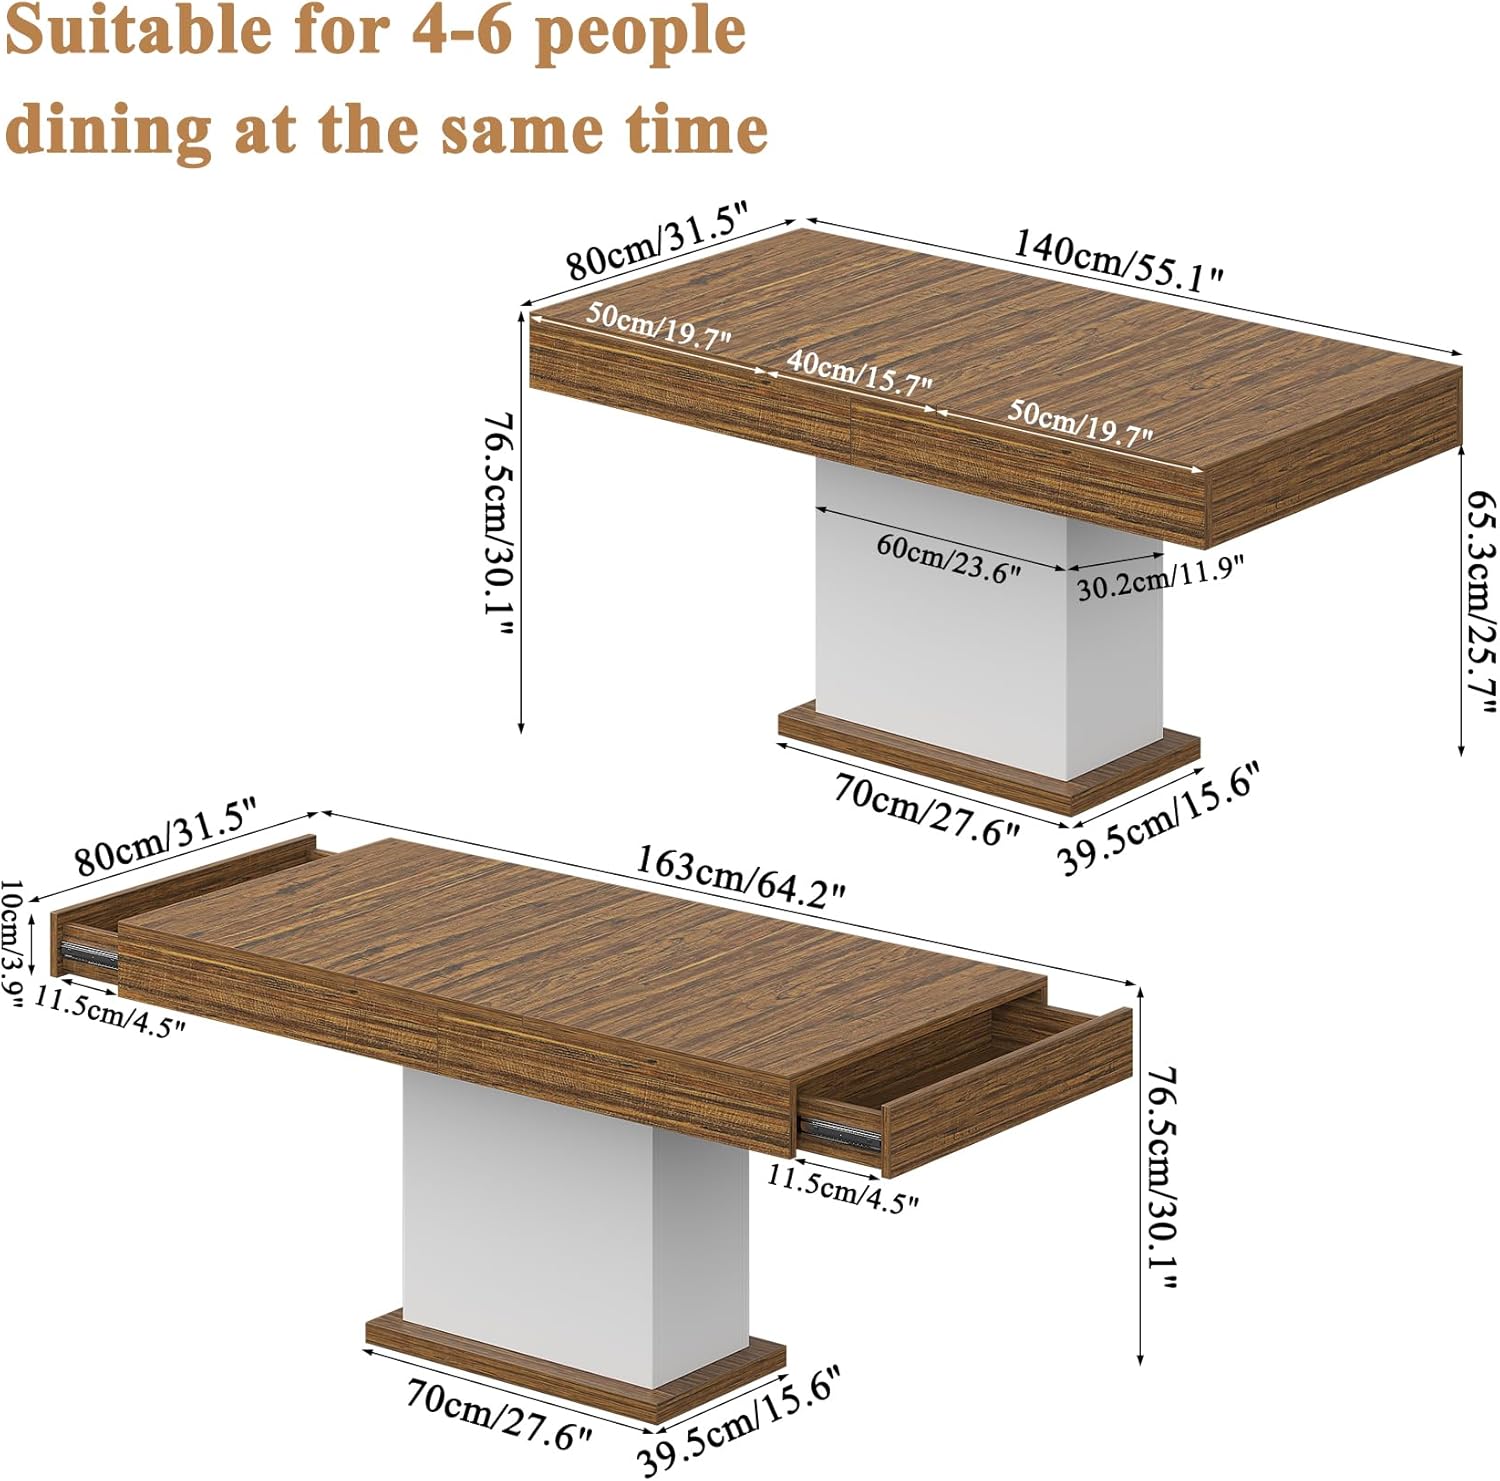 Suitable for 4-6 people
dining at the same time
80cm/31.5"
140cm/55.1"
50cm/19.7"
40cm/15.7"
50cm/19.7"
76.5cm/30.1"
60cm/23.6"
30.2cm/11.9"
65.3cm/25.7"
70cm/27.6"
39.5cm/15.6"
80cm/31.5"
163cm/64.2"
10cm/3.9"
11.5cm/4.5"
11.5cm/4.5"
76.5cm/30.1"
70cm/27.6"
39.5cm/15.6"